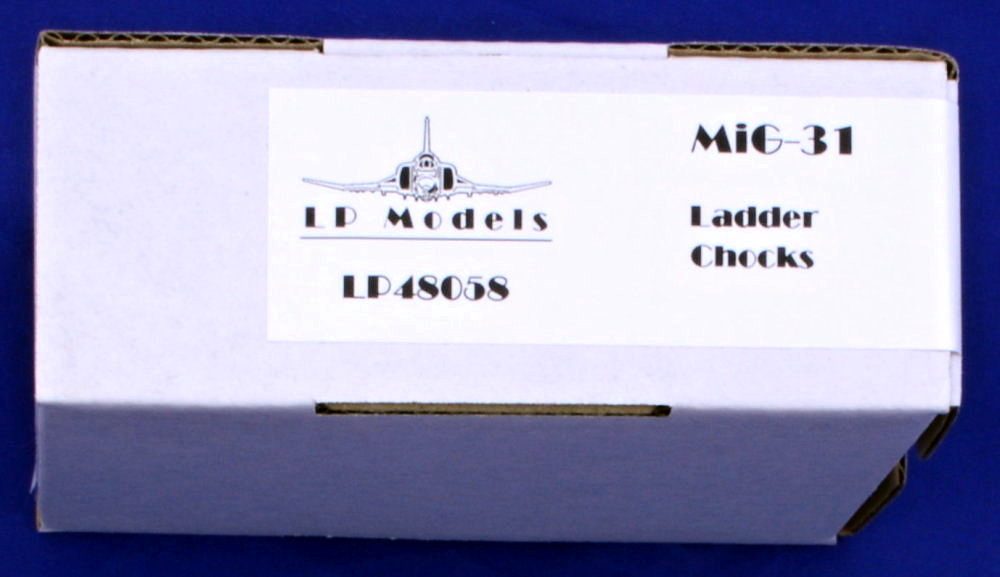 LP Models
LP48058
MiG-31
Ladder
Chocks